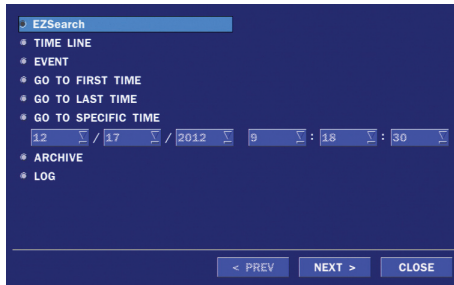 EZSearch
TIME LINE
EVENT
GO TO FIRST TIME
GO TO LAST TIME
GO TO SPECIFIC TIME
12 / 17 / 2012 9 : 18 : 30
ARCHIVE
LOG
< PREV NEXT > CLOSE